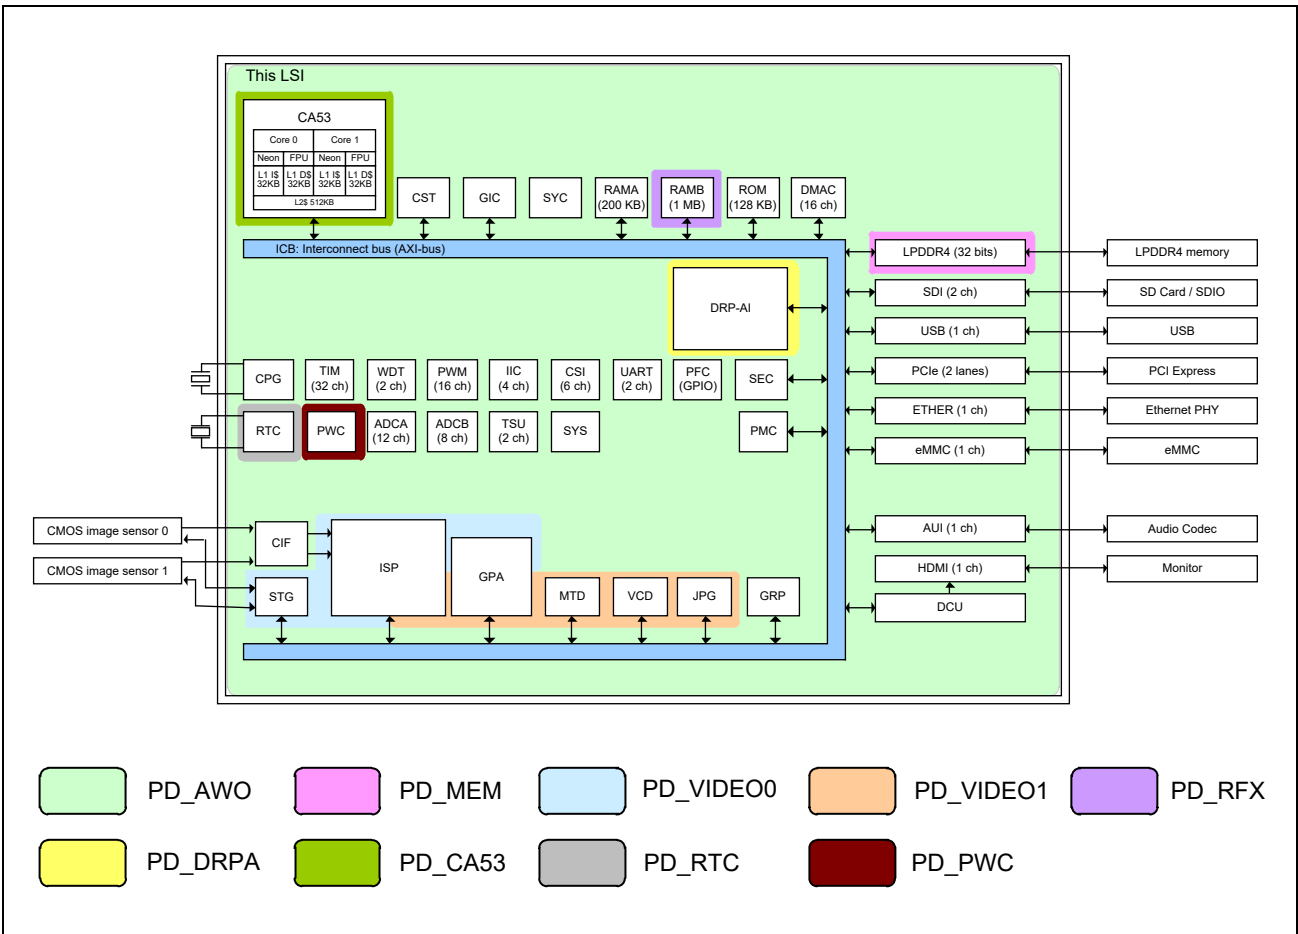 This LSI
CA53
Core 0 Core 1
Neon FPU Neon FPU
L1 I$ L1 D$ L1 I$ L1 D$
32KB 32KB 32KB 32KB
L2$ 512KB
CST
GIC
SYC
RAMA
(200 KB)
RAMB
(1 MB)
ROM
(128 KB)
DMAC
(16 ch)
ICB: Interconnect bus (AXI-bus)
LPDDR4 (32 bits)
LPDDR4 memory
DRP-AI
SDI (2 ch)
SD Card / SDIO
USB (1 ch)
USB
PCIe (2 lanes)
PCI Express
ETHER (1 ch)
Ethernet PHY
eMMC (1 ch)
eMMC
CPG
TIM
(32 ch)
WDT
(2 ch)
PWM
(16 ch)
IIC
(4 ch)
CSI
(6 ch)
UART
(2 ch)
PFC
(GPIO)
SEC
RTC
PWC
ADCA
(12 ch)
ADCB
(8 ch)
TSU
(2 ch)
SYS
PMC
CMOS image sensor 0
CMOS image sensor 1
CIF
STG
ISP
GPA
MTD
VCD
JPG
GRP
AUI (1 ch)
Audio Codec
HDMI (1 ch)
Monitor
DCU
PD_AWO
PD_MEM
PD_VIDEO0
PD_VIDEO1
PD_RFX
PD_DRPA
PD_CA53
PD_RTC
PD_PWC